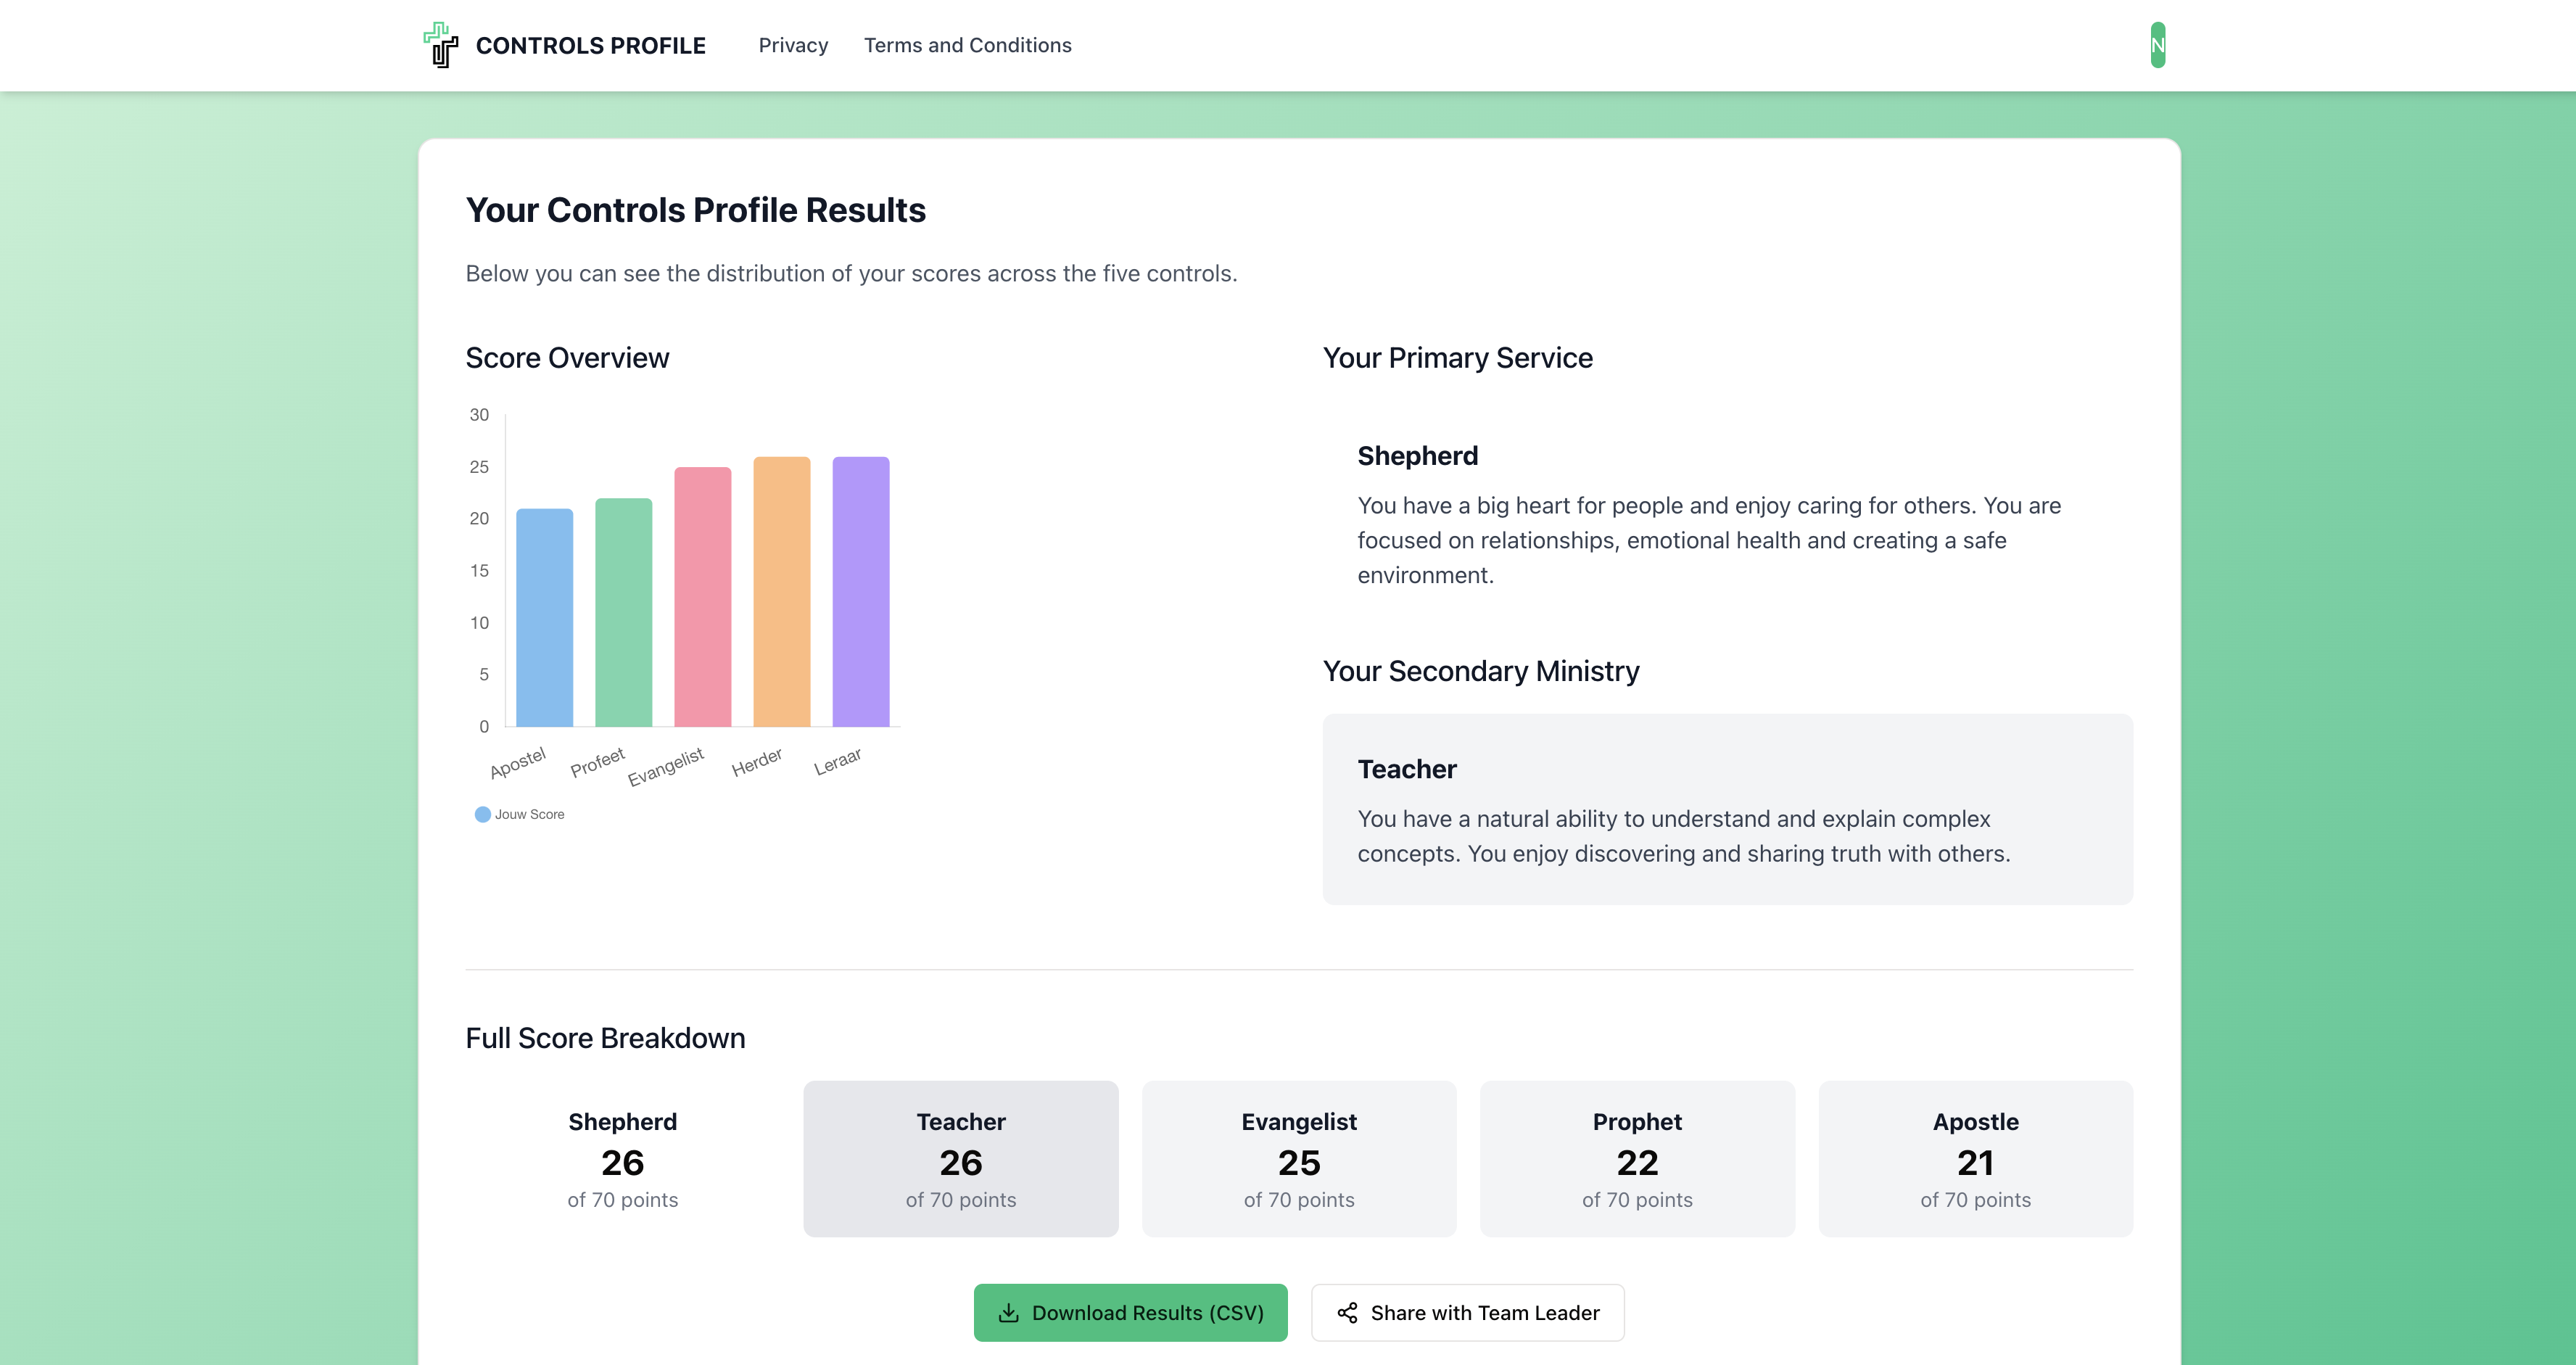 CONTROLS PROFILE
Privacy
Terms and Conditions
N
Your Controls Profile Results
Below you can see the distribution of your scores across the five controls.
Score Overview
30
25
20
15
10
5
0
Apostel
Profeet
Evangelist
Herder
Leraar
Jouw Score
Your Primary Service
Shepherd
You have a big heart for people and enjoy caring for others. You are
focused on relationships, emotional health and creating a safe
environment.
Your Secondary Ministry
Teacher
You have a natural ability to understand and explain complex
concepts. You enjoy discovering and sharing truth with others.
Full Score Breakdown
Shepherd
26
of 70 points
Teacher
26
of 70 points
Evangelist
25
of 70 points
Prophet
22
of 70 points
Apostle
21
of 70 points
Download Results (CSV)
Share with Team Leader